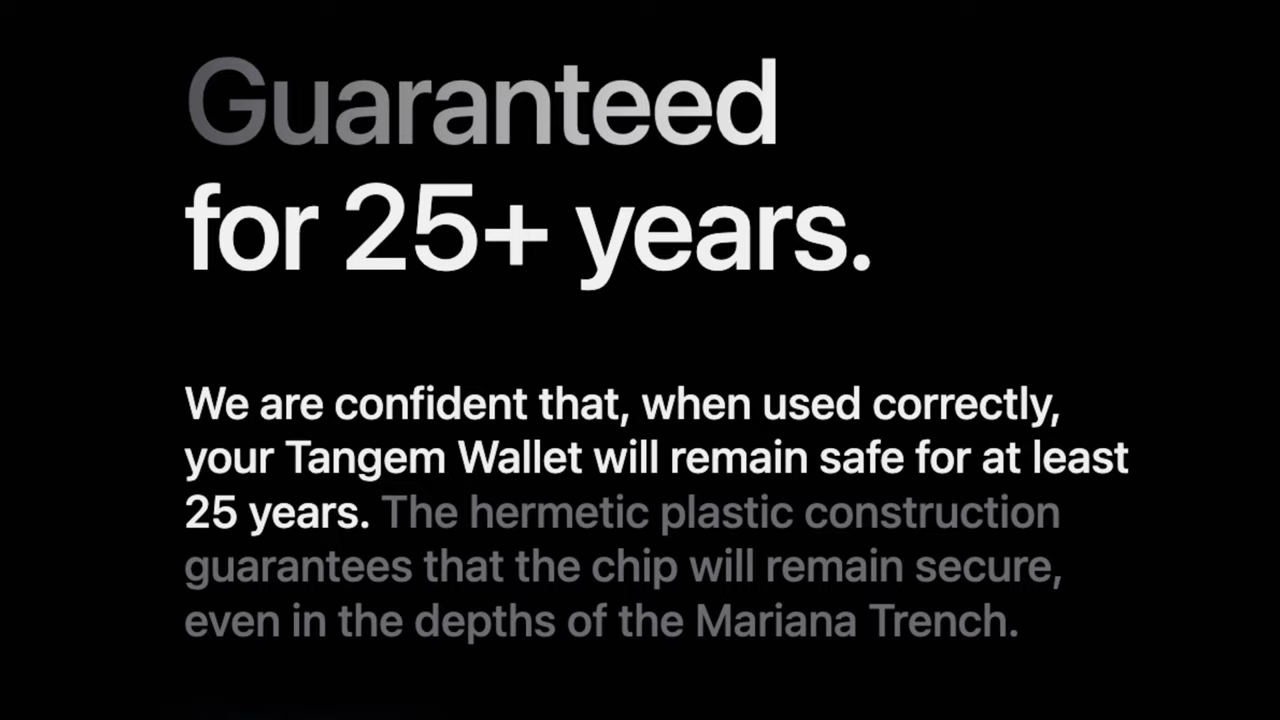 Guaranteed
for 25+ years.
We are confident that, when used correctly,
your Tangem Wallet will remain safe for at least
25 years. The hermetic plastic construction
guarantees that the chip will remain secure,
even in the depths of the Mariana Trench.